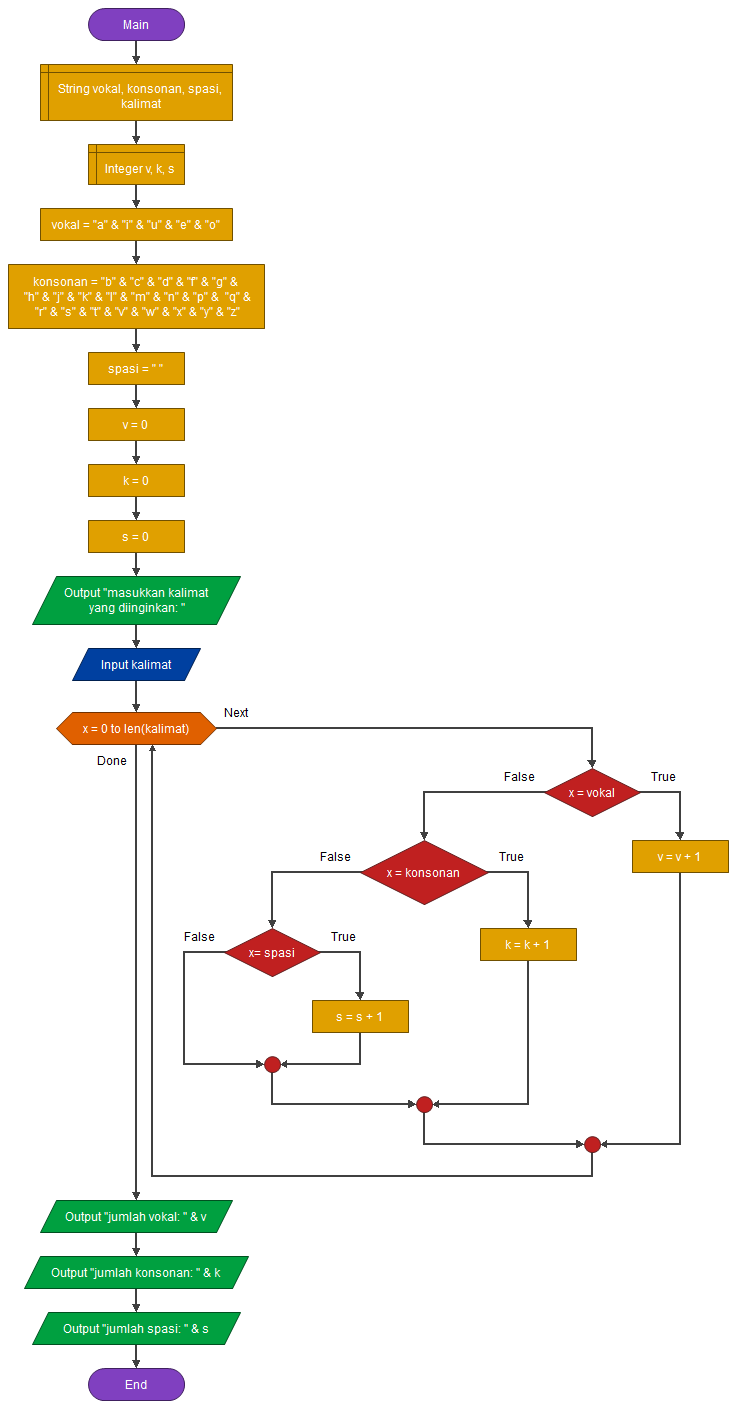 Main
String vokal, konsonan, spasi,
kalimat
Integer v, k, s
vokal = "a" & "i" & "u" & "e" & "o"
konsonan = "b" & "c" & "d" & "f" & "g" &
"h" & "j" & "k" & "l" & "m" & "n" & "p" &  "q" &
"r" & "s" & "t" & "v" & "w" & "x" & "y" & "z"
spasi = " "
v = 0
k = 0
s = 0
Output "masukkan kalimat
yang diinginkan: "
Input kalimat
x = 0 to len(kalimat)
Next
Done
x = vokal
False
True
v = v + 1
x = konsonan
False
True
k = k + 1
x= spasi
False
True
s = s + 1
Output "jumlah vokal: " & v
Output "jumlah konsonan: " & k
Output "jumlah spasi: " & s
End